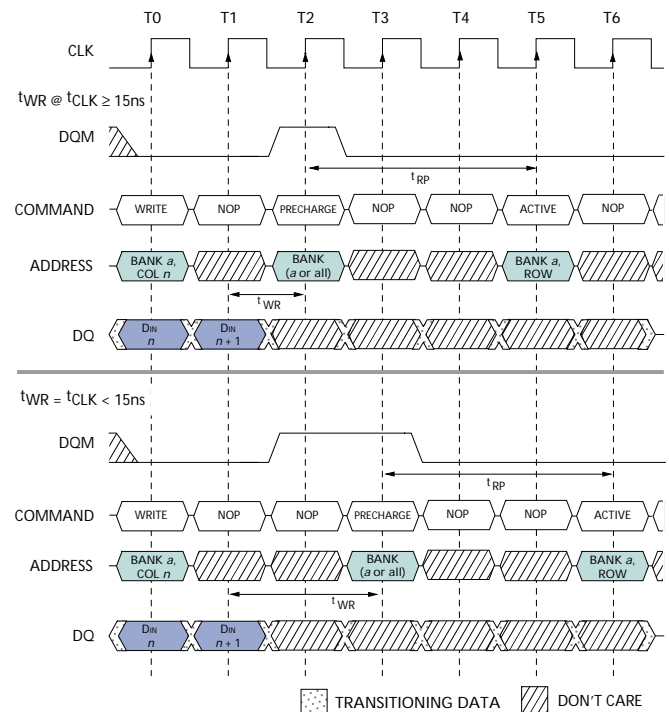 T0 T1 T2 T3 T4 T5 T6
CLK
tWR @ tCLK ≥ 15ns
DQM
tRP
COMMAND WRITE NOP PRECHARGE NOP NOP ACTIVE NOP
ADDRESS BANK a, COL n BANK (a or all) BANK a, ROW
tWR
DQ DIN n DIN n + 1
tWR = tCLK < 15ns
DQM
tRP
COMMAND WRITE NOP NOP PRECHARGE NOP NOP ACTIVE
ADDRESS BANK a, COL n BANK (a or all) BANK a, ROW
tWR
DQ DIN n DIN n + 1
TRANSITIONING DATA DON'T CARE